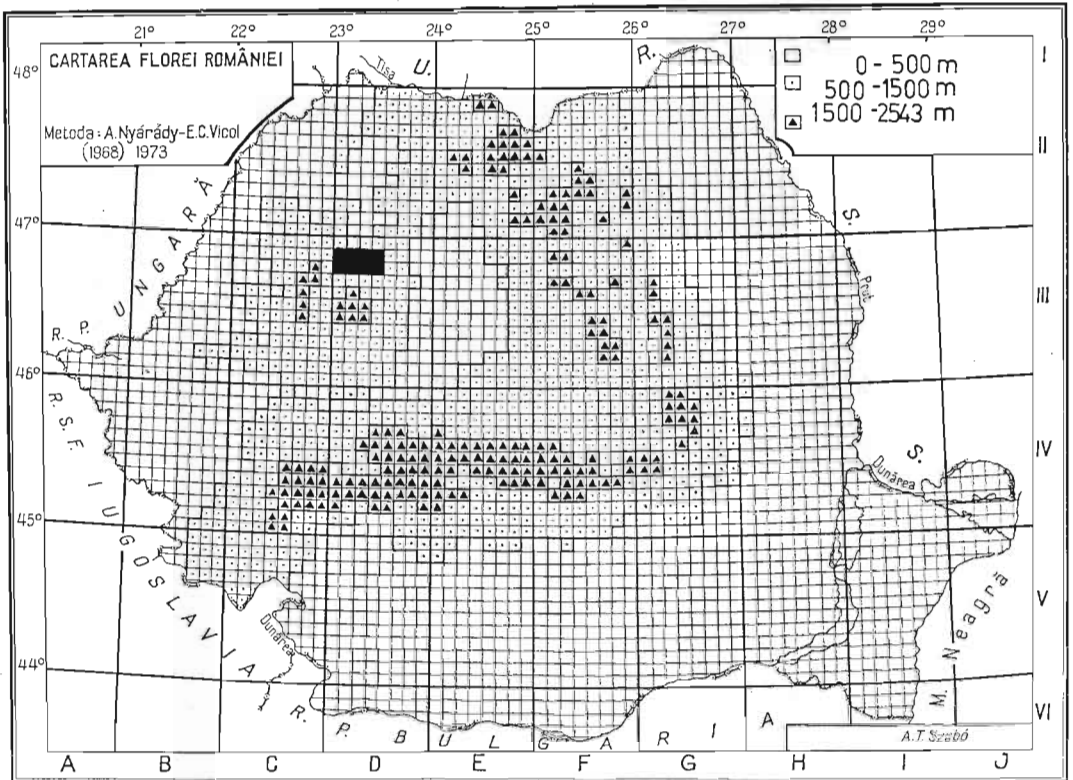 21° 22° 23° 24° 25° 26° 27° 28° 29°
CARTAREA FLOREI ROMÂNIEI
Metoda: A.Nyárády-E.C.Vicol
(1968) 1973
0 - 500 m
500 - 1500 m
1500 - 2543 m
48°
47°
46°
45°
44°
I
II
III
IV
V
VI
Tisa
U. R. S. S.
Prut
R. P. UNGARĂ
R. S. F. IUGOSLAVIA
Dunărea
Dunărea
R. P. BULGARIA
M. Neagră
A.T. Szabó
A B C D E F G H I J